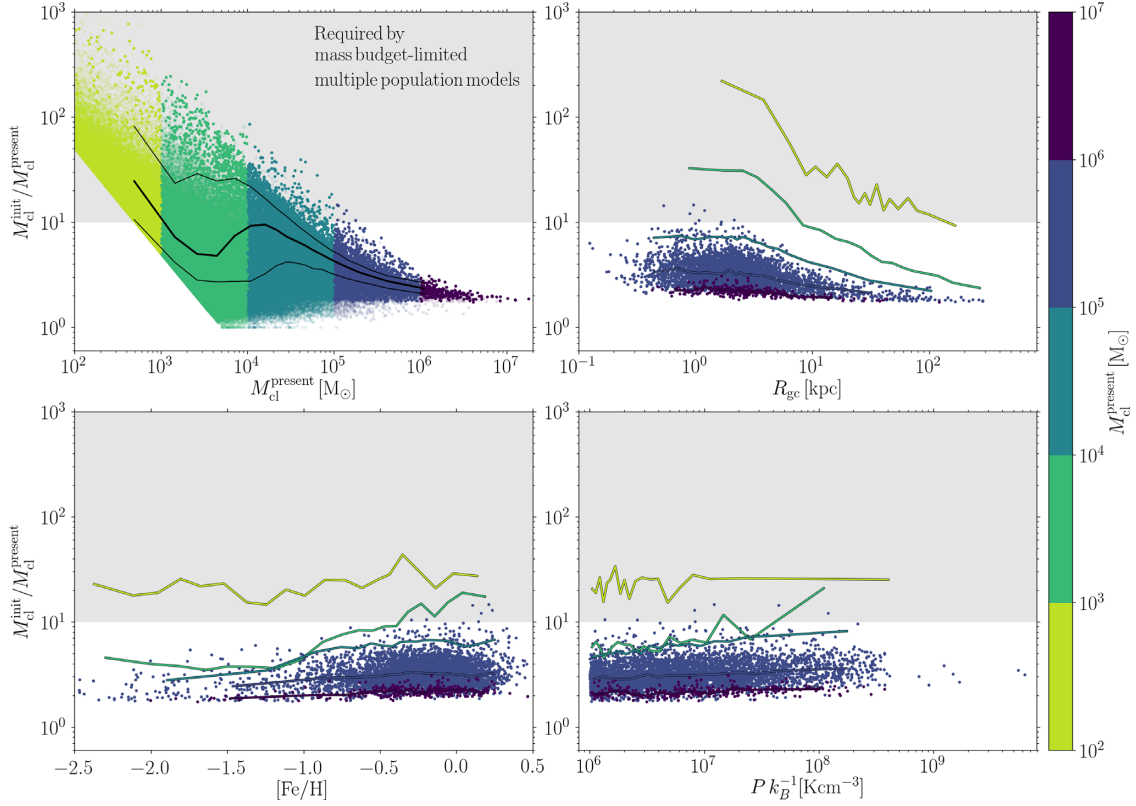 Required by
mass budget-limited
multiple population models
10^3
10^2
10^1
10^0
M_cl^init/M_cl^present
10^2 10^3 10^4 10^5 10^6 10^7
M_cl^present [M_⊙]
10^3
10^2
10^1
10^0
10^−1 10^0 10^1 10^2
R_gc [kpc]
10^3
10^2
10^1
10^0
M_cl^init/M_cl^present
−2.5 −2.0 −1.5 −1.0 −0.5 0.0 0.5
[Fe/H]
10^3
10^2
10^1
10^0
10^6 10^7 10^8 10^9
P k_B^−1 [Kcm^−3]
10^7
10^6
10^5
10^4
10^3
10^2
M_cl^present [M_⊙]